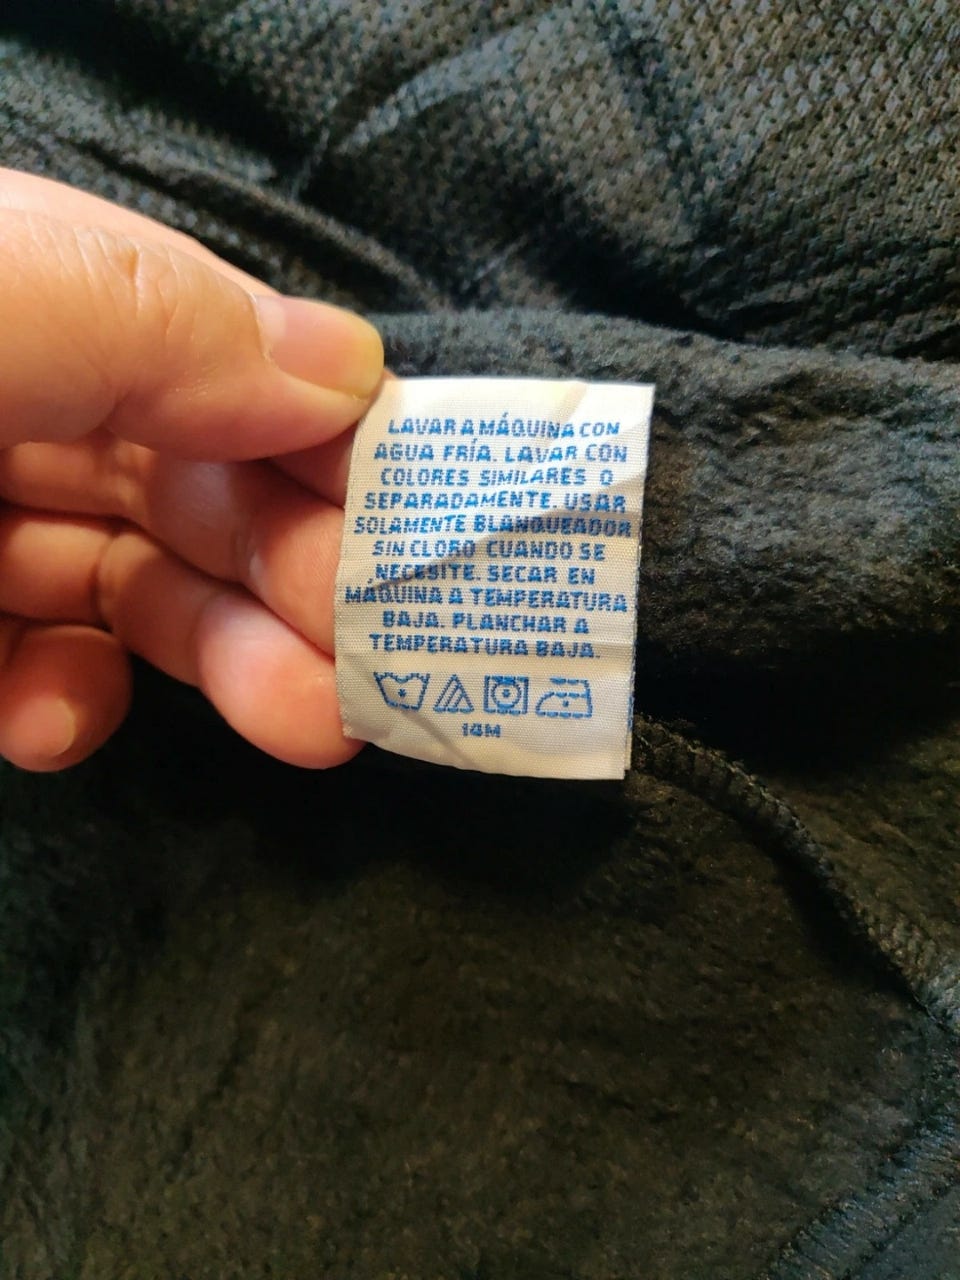 LAVAR A MÁQUINA CON
AGUA FRÍA. LAVAR CON
COLORES SIMILARES O
SEPARADAMENTE. USAR
SOLAMENTE BLANQUEADOR
SIN CLORO CUANDO SE
NECESITE. SECAR EN
MÁQUINA A TEMPERATURA
BAJA. PLANCHAR A
TEMPERATURA BAJA.
14M